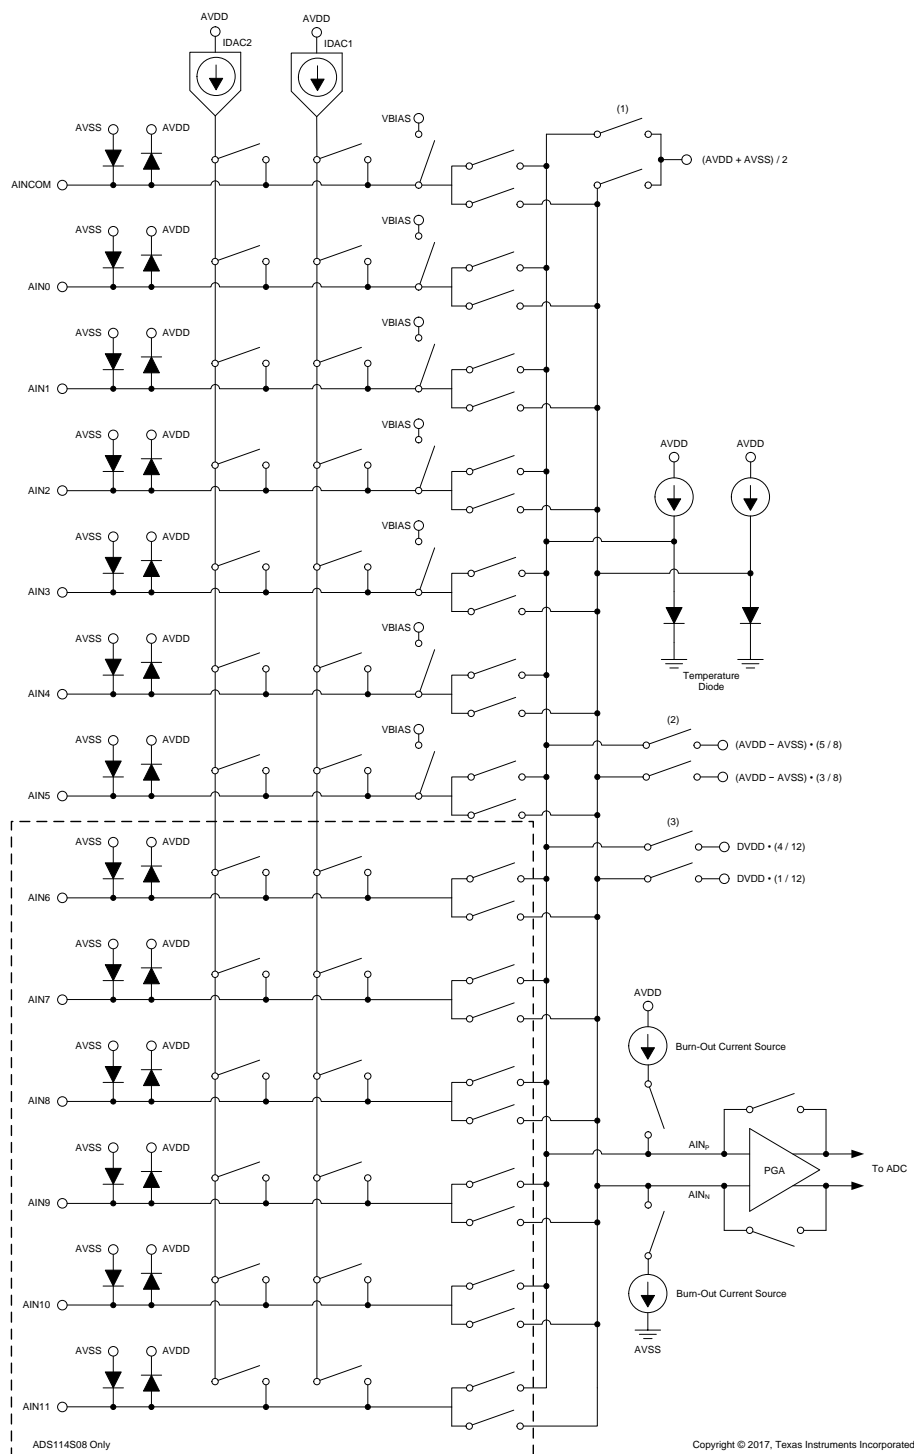 AVDD
AVDD
IDAC2
IDAC1
(1)
AVSS
AVDD
VBIAS
(AVDD + AVSS) / 2
AINCOM
AVSS
AVDD
VBIAS
AIN0
AVSS
AVDD
VBIAS
AIN1
AVSS
AVDD
VBIAS
AVDD
AVDD
AIN2
AVSS
AVDD
VBIAS
AIN3
AVSS
AVDD
VBIAS
AIN4
Temperature
Diode
AVSS
AVDD
VBIAS
(2)
(AVDD − AVSS) • (5 / 8)
(AVDD − AVSS) • (3 / 8)
AIN5
AVSS
AVDD
(3)
DVDD • (4 / 12)
DVDD • (1 / 12)
AIN6
AVSS
AVDD
AIN7
AVDD
AVSS
AVDD
Burn-Out Current Source
AIN8
AVSS
AVDD
AINP
PGA
To ADC
AINN
AIN9
AVSS
AVDD
Burn-Out Current Source
AIN10
AVSS
AVSS
AVDD
AIN11
ADS114S08 Only
Copyright © 2017, Texas Instruments Incorporated